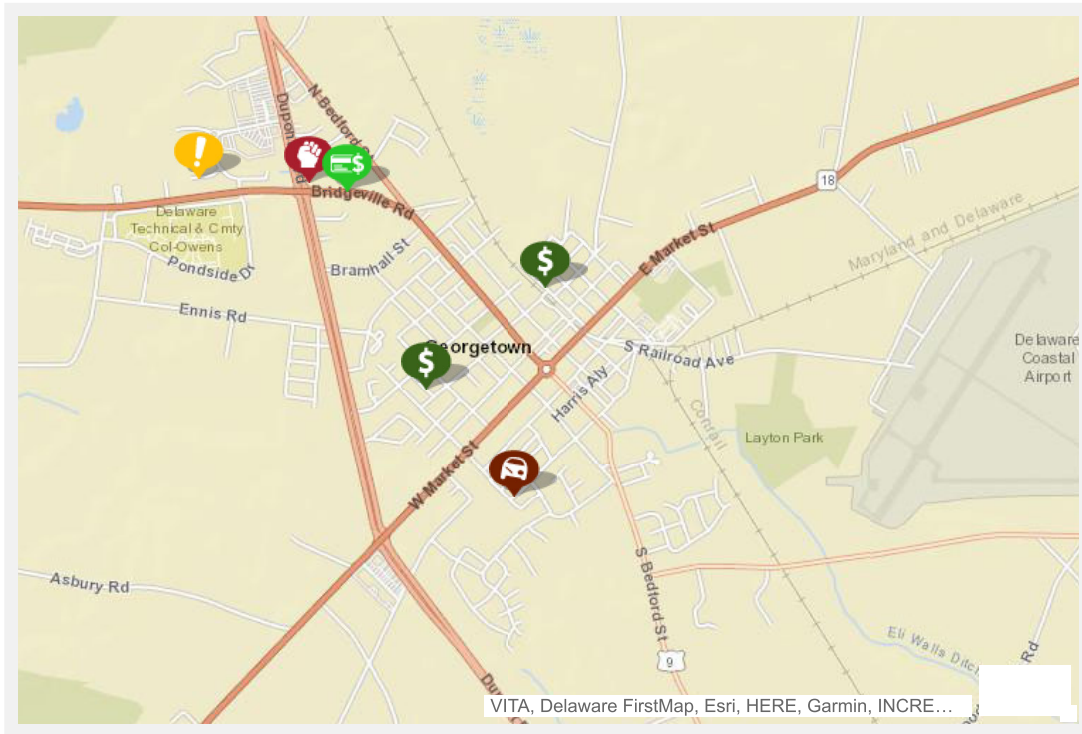 N Bedford St
Dupon
d
18
Bridgeville Rd
Delaware
Technical & Cmty
Col-Owens
E Market St
Maryland and Delaware
Bramhall St
Pondside Dr
$
Ennis Rd
Georgetown
S Railroad Ave
Delaware
Coastal
Airport
$
Harris Aly
Conrail
Layton Park
W Market St
Asbury Rd
S Bedford St
Eli Walls Ditc
Rd
9
Du
VITA, Delaware FirstMap, Esri, HERE, Garmin, INCRE…